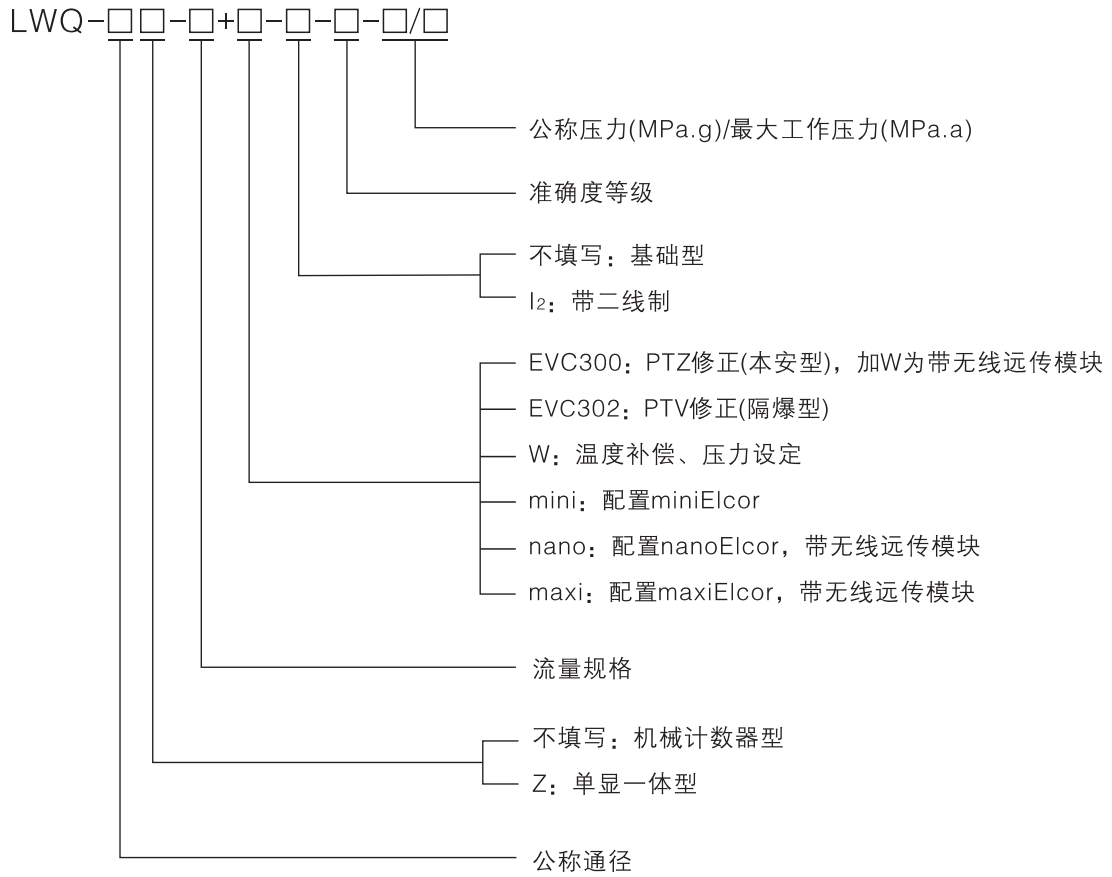 LWQ-□□-□+□-□-□-□/□
公称压力(MPa.g)/最大工作压力(MPa.a)
准确度等级
不填写：基础型
I₂：带二线制
EVC300：PTZ修正(本安型)，加W为带无线远传模块
EVC302：PTV修正(隔爆型)
W：温度补偿、压力设定
mini：配置miniElcor
nano：配置nanoElcor，带无线远传模块
maxi：配置maxiElcor，带无线远传模块
流量规格
不填写：机械计数器型
Z：单显一体型
公称通径